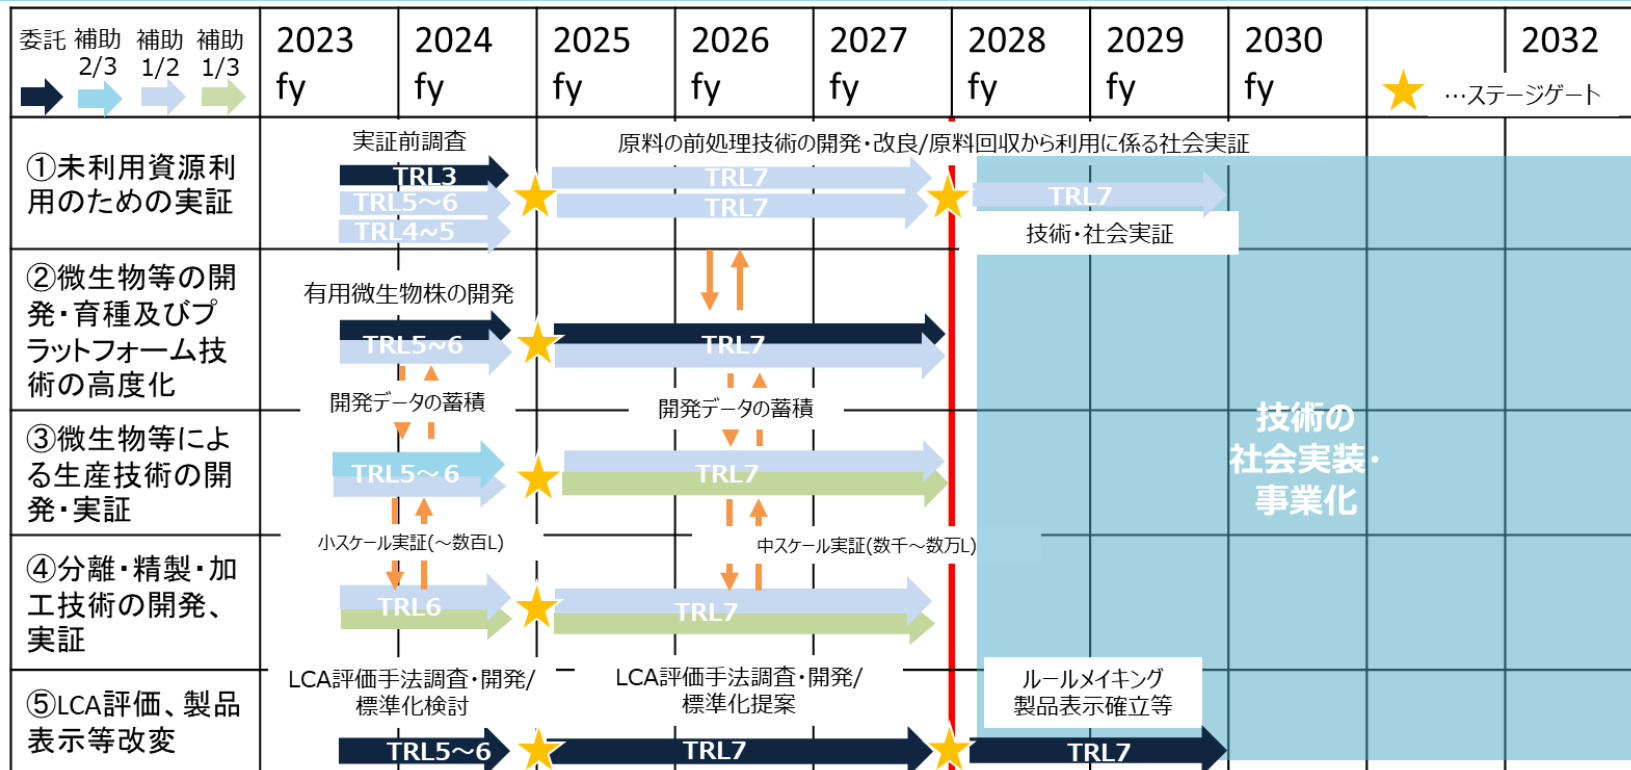 委託 補助 補助 補助
2/3 1/2 1/3
2023 2024 2025 2026 2027 2028 2029 2030 2032
fy fy fy fy fy fy fy fy
…ステージゲート
①未利用資源利
用のための実証
実証前調査
原料の前処理技術の開発・改良/原料回収から利用に係る社会実証
TRL3
TRL5～6
TRL4~5
TRL7
TRL7
TRL7
技術・社会実証
②微生物等の開
発・育種及びプ
ラットフォーム技
術の高度化
有用微生物株の開発
TRL5~6
TRL7
開発データの蓄積
開発データの蓄積
③微生物等によ
る生産技術の開
発・実証
TRL5～6
TRL7
小スケール実証(～数百L)
中スケール実証(数千～数万L)
④分離・精製・加
工技術の開発、
実証
TRL6
TRL7
⑤LCA評価、製品
表示等改変
LCA評価手法調査・開発/
標準化検討
LCA評価手法調査・開発/
標準化提案
ルールメイキング
製品表示確立等
TRL5～6
TRL7
TRL7
技術の
社会実装・
事業化